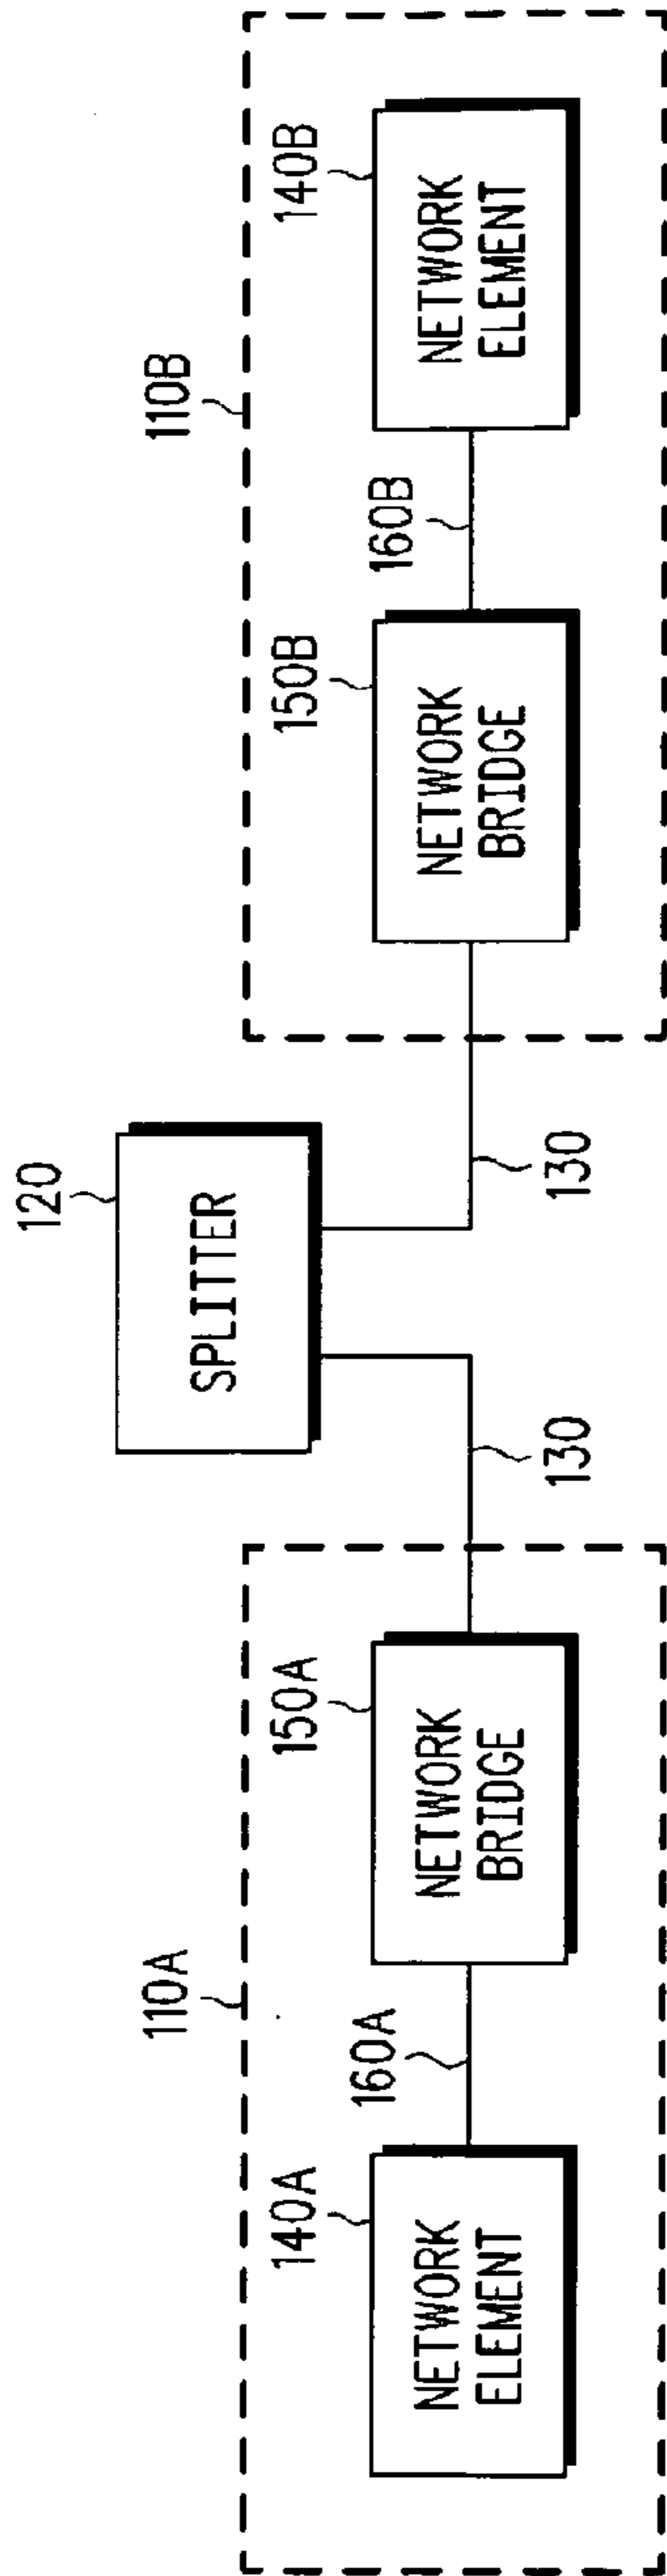 120
SPLITTER
110A
110B
140A
150A
150B
140B
NETWORK
ELEMENT
160A
NETWORK
BRIDGE
NETWORK
BRIDGE
160B
NETWORK
ELEMENT
130
130